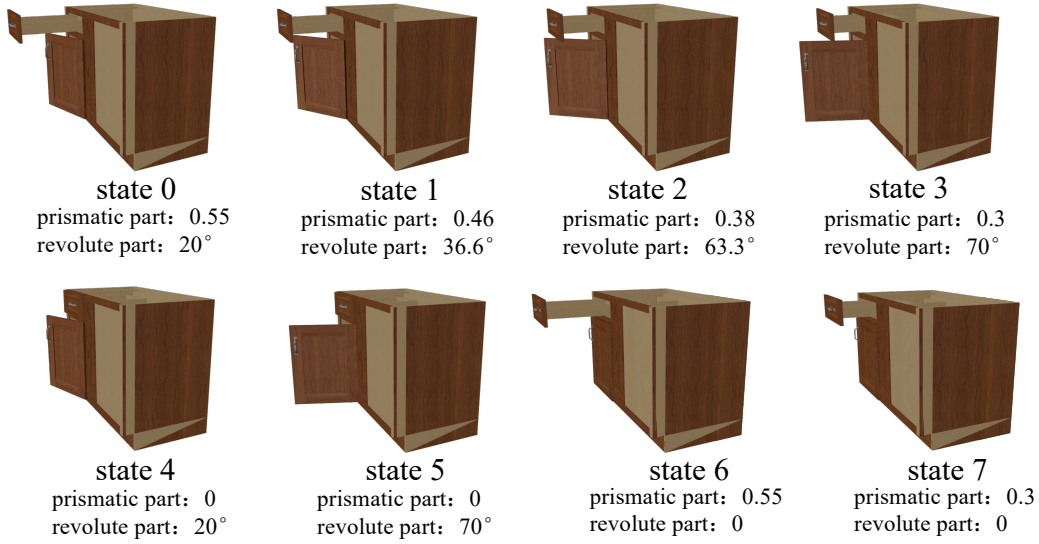 state 0
prismatic part：0.55
revolute part：20°
state 1
prismatic part：0.46
revolute part：36.6°
state 2
prismatic part：0.38
revolute part：63.3°
state 3
prismatic part：0.3
revolute part：70°
state 4
prismatic part：0
revolute part：20°
state 5
prismatic part：0
revolute part：70°
state 6
prismatic part：0.55
revolute part：0
state 7
prismatic part：0.3
revolute part：0